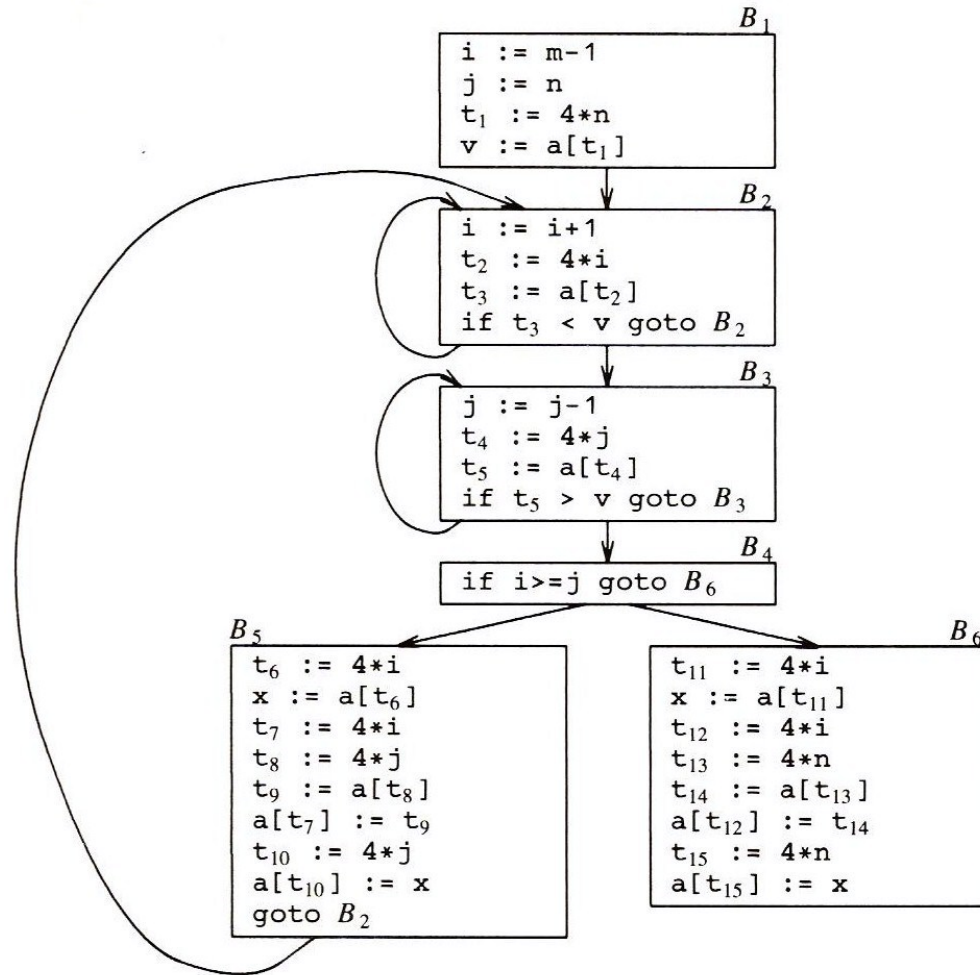 B₁
i := m-1
j := n
t₁ := 4*n
v := a[t₁]
B₂
i := i+1
t₂ := 4*i
t₃ := a[t₂]
if t₃ < v goto B₂
B₃
j := j-1
t₄ := 4*j
t₅ := a[t₄]
if t₅ > v goto B₃
B₄
if i>=j goto B₆
B₅
t₆ := 4*i
x := a[t₆]
t₇ := 4*i
t₈ := 4*j
t₉ := a[t₈]
a[t₇] := t₉
t₁₀ := 4*j
a[t₁₀] := x
goto B₂
B₆
t₁₁ := 4*i
x := a[t₁₁]
t₁₂ := 4*i
t₁₃ := 4*n
t₁₄ := a[t₁₃]
a[t₁₂] := t₁₄
t₁₅ := 4*n
a[t₁₅] := x